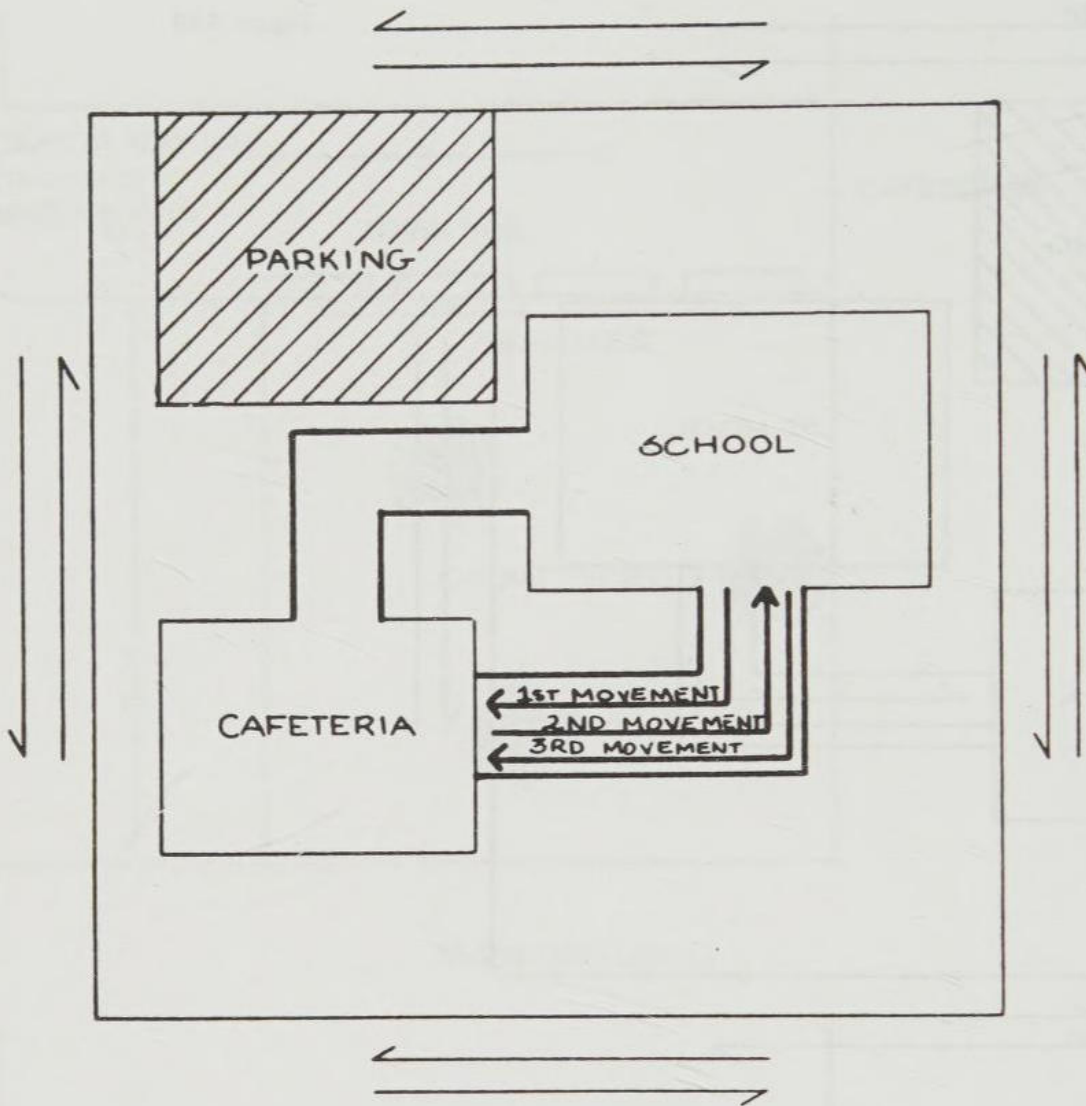 PARKING
SCHOOL
CAFETERIA
1ST MOVEMENT
2ND MOVEMENT
3RD MOVEMENT